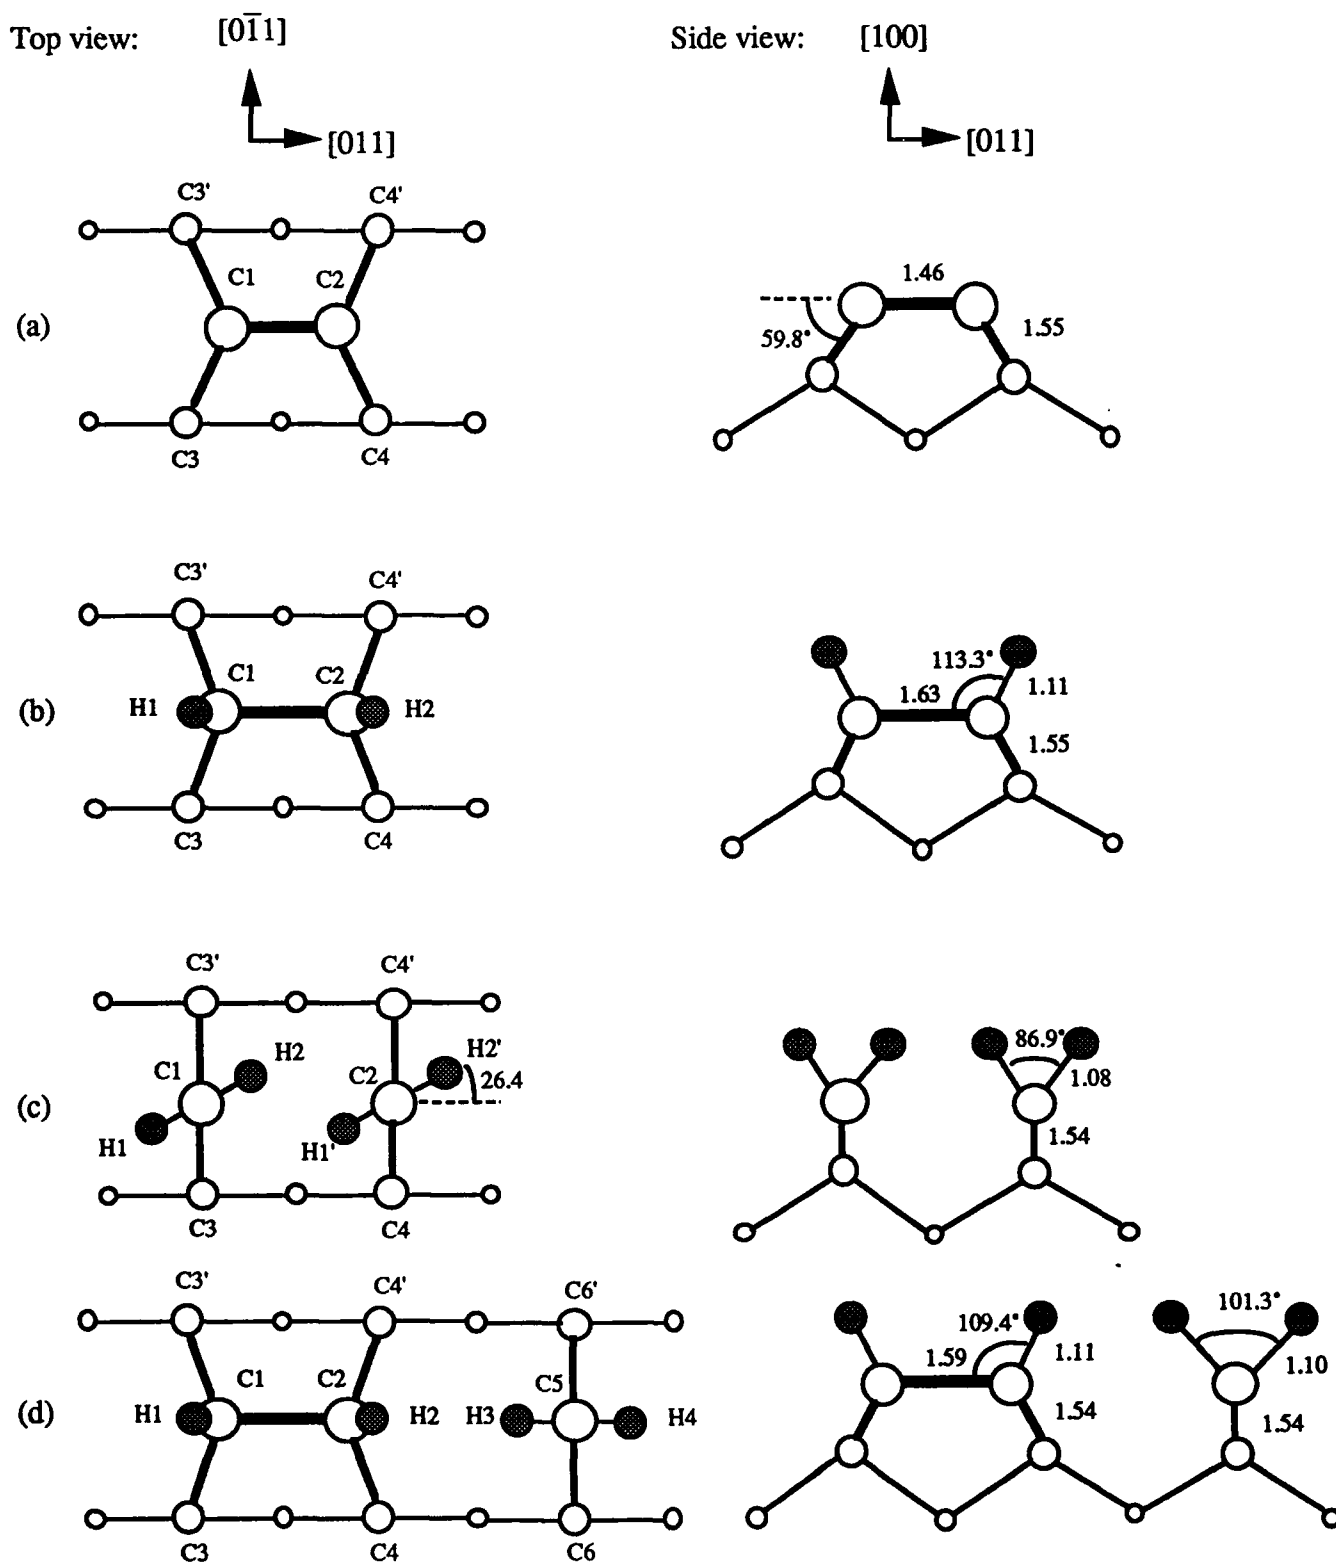 Top view: [01̅1] Side view: [100]
[011] [011]
C3' C4'
C1 C2 1.46
(a) 59.8° 1.55
C3 C4
C3' C4'
C1 C2 113.3°
(b) H1 H2 1.63 1.11
1.55
C3 C4
C3' C4'
C1 H2 C2 H2' 86.9°
(c) 26.4 1.08
H1 H1' 1.54
C3 C4
C3' C4' C6' 101.3°
C1 C2 C5 109.4° 1.59 1.11 1.10
(d) H1 H2 H3 H4 1.54 1.54
C3 C4 C6